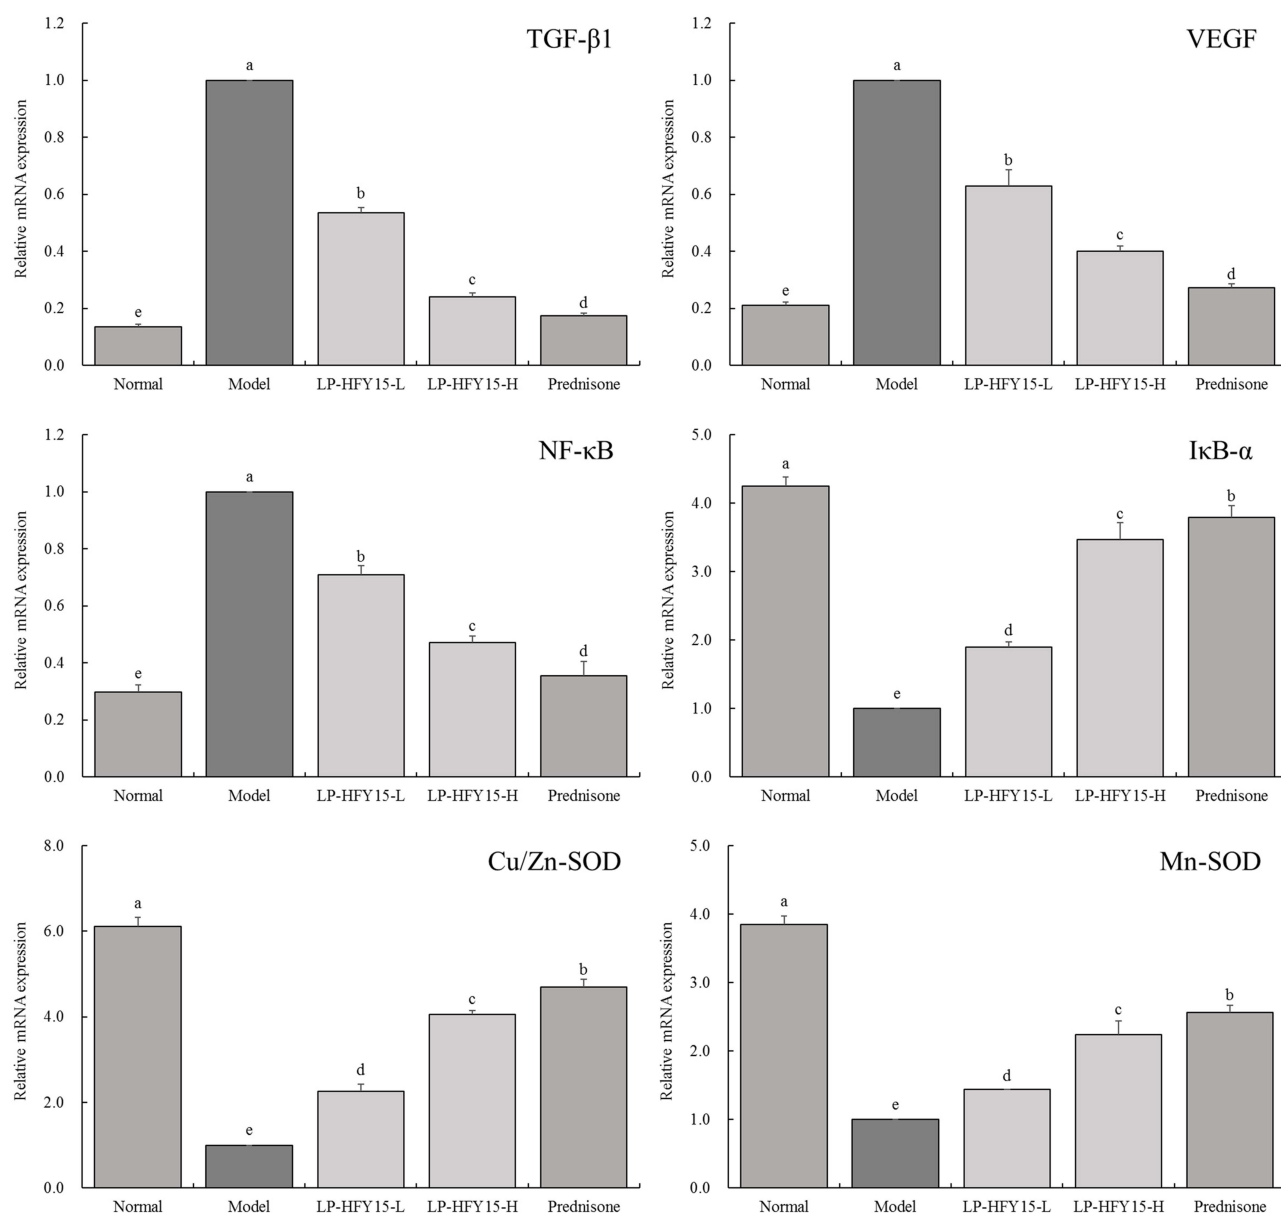 TGF-β1
Relative mRNA expression
1.2
1.0
0.8
0.6
0.4
0.2
0.0
e
a
b
c
d
Normal Model LP-HFY15-L LP-HFY15-H Prednisone
VEGF
Relative mRNA expression
1.2
1.0
0.8
0.6
0.4
0.2
0.0
e
a
b
c
d
Normal Model LP-HFY15-L LP-HFY15-H Prednisone
NF-κB
Relative mRNA expression
1.2
1.0
0.8
0.6
0.4
0.2
0.0
e
a
b
c
d
Normal Model LP-HFY15-L LP-HFY15-H Prednisone
IκB-α
Relative mRNA expression
5.0
4.0
3.0
2.0
1.0
0.0
a
e
d
c
b
Normal Model LP-HFY15-L LP-HFY15-H Prednisone
Cu/Zn-SOD
Relative mRNA expression
8.0
6.0
4.0
2.0
0.0
a
e
d
c
b
Normal Model LP-HFY15-L LP-HFY15-H Prednisone
Mn-SOD
Relative mRNA expression
5.0
4.0
3.0
2.0
1.0
0.0
a
e
d
c
b
Normal Model LP-HFY15-L LP-HFY15-H Prednisone